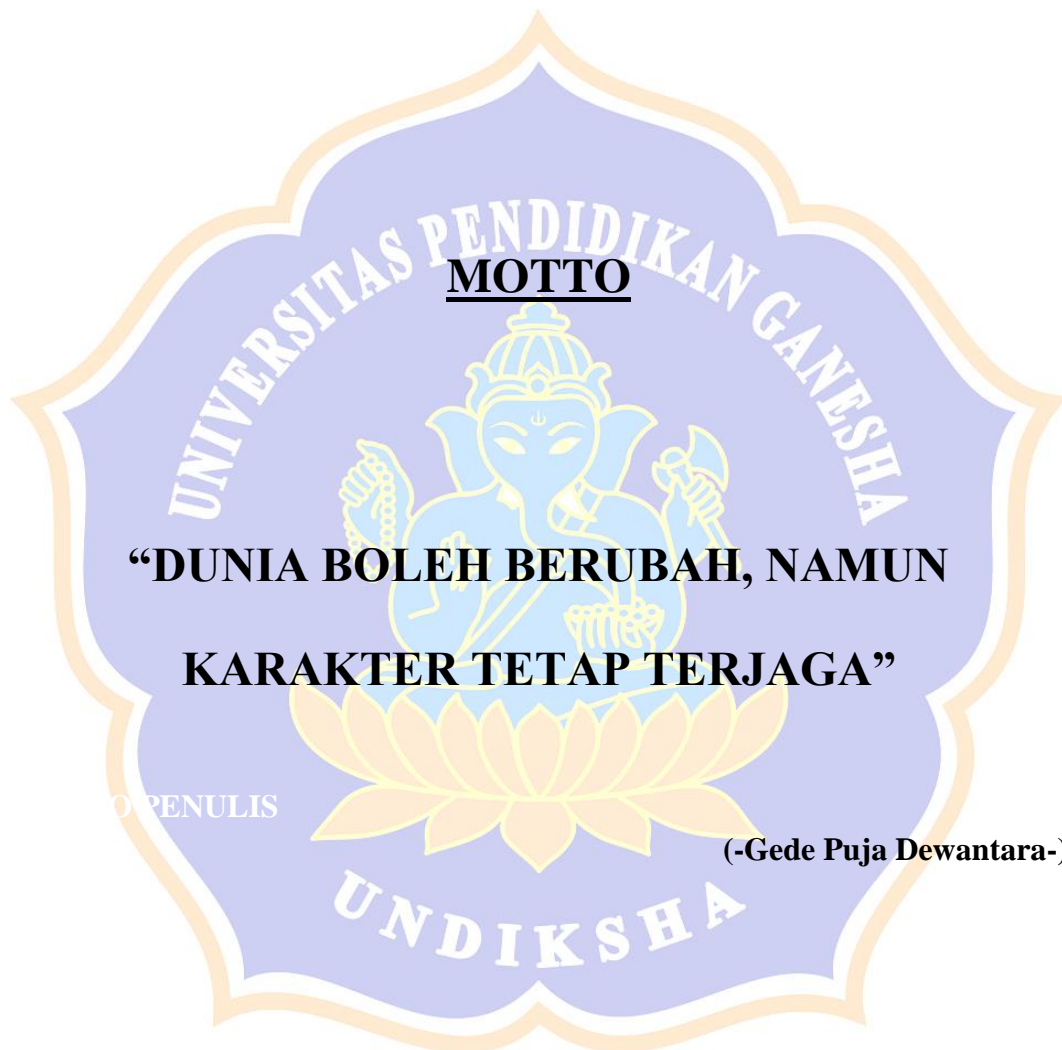 UNIVERSITAS PENDIDIKAN GANESHA
MOTTO
“DUNIA BOLEH BERUBAH, NAMUN
KARAKTER TETAP TERJAGA”
PENULIS
(-Gede Puja Dewantara-)
UNDIKSHA